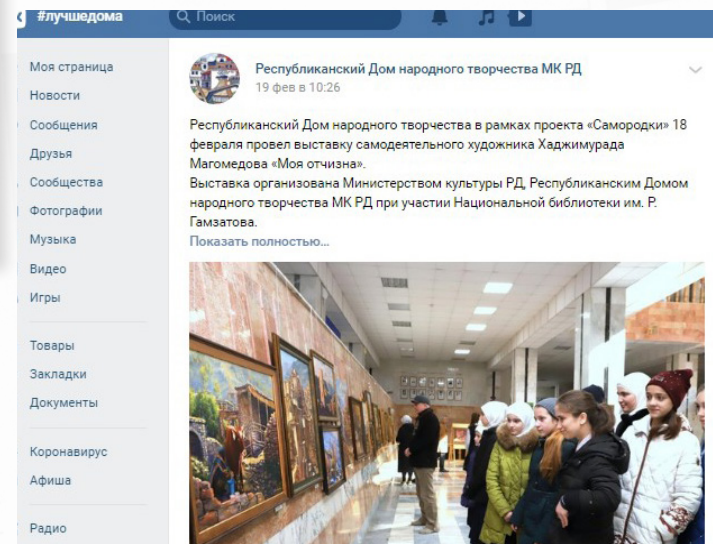 #лучшедома
Поиск
Моя страница
Новости
Сообщения
Друзья
Сообщества
Фотографии
Музыка
Видео
Игры
Товары
Закладки
Документы
Коронавирус
Афиша
Радио
Республиканский Дом народного творчества МК РД
19 фев в 10:26
Республиканский Дом народного творчества в рамках проекта «Самородки» 18
февраля провел выставку самодеятельного художника Хаджимурада
Магомедова «Моя отчизна».
Выставка организована Министерством культуры РД, Республиканским Домом
народного творчества МК РД при участии Национальной библиотеки им. Р.
Гамзатова.
Показать полностью...